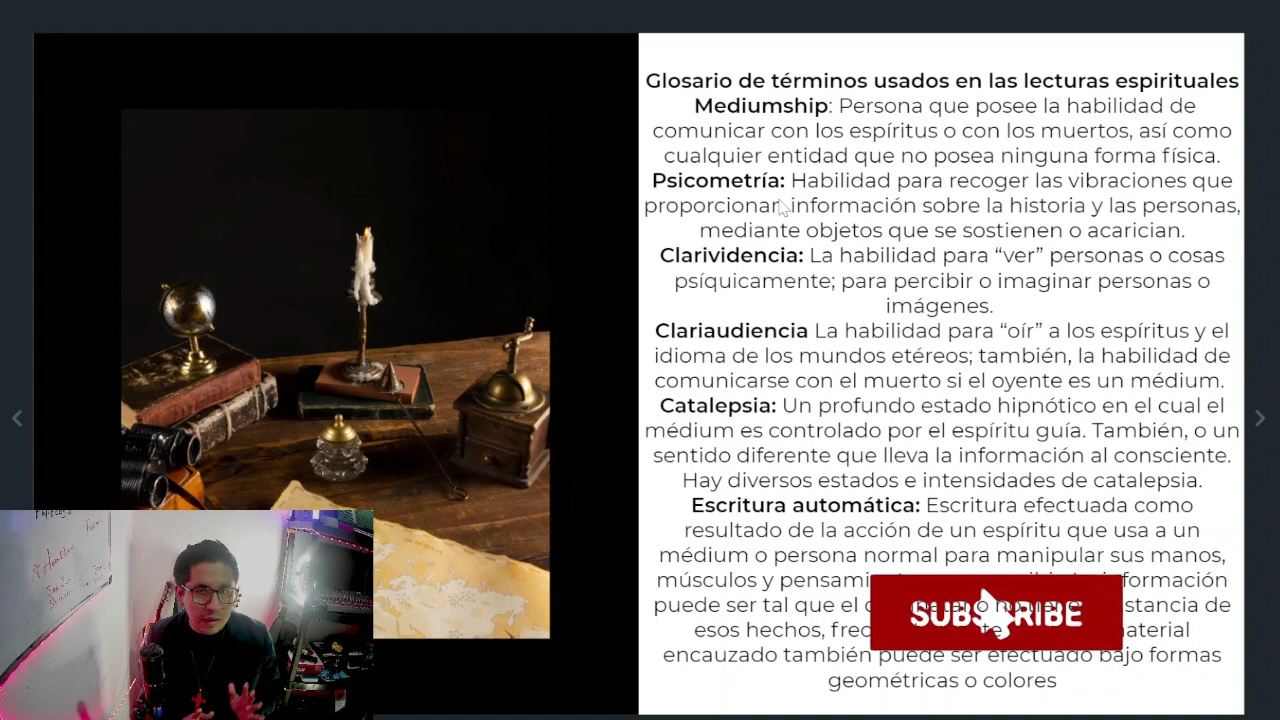 Glosario de términos usados en las lecturas espirituales
Mediumship: Persona que posee la habilidad de
comunicar con los espíritus o con los muertos, así como
cualquier entidad que no posea ninguna forma física.
Psicometría: Habilidad para recoger las vibraciones que
proporcionan información sobre la historia y las personas,
mediante objetos que se sostienen o acarician.
Clarividencia: La habilidad para “ver” personas o cosas
psíquicamente; para percibir o imaginar personas o
imágenes.
Clariaudiencia La habilidad para “oír” a los espíritus y el
idioma de los mundos etéreos; también, la habilidad de
comunicarse con el muerto si el oyente es un médium.
Catalepsia: Un profundo estado hipnótico en el cual el
médium es controlado por el espíritu guía. También, o un
sentido diferente que lleva la información al consciente.
Hay diversos estados e intensidades de catalepsia.
Escritura automática: Escritura efectuada como
resultado de la acción de un espíritu que usa a un
médium o persona normal para manipular sus manos,
músculos y
puede ser tal que el
esos hechos,
encauzado también puede ser efectuado bajo formas
geométricas o colores
SUBSCRIBE